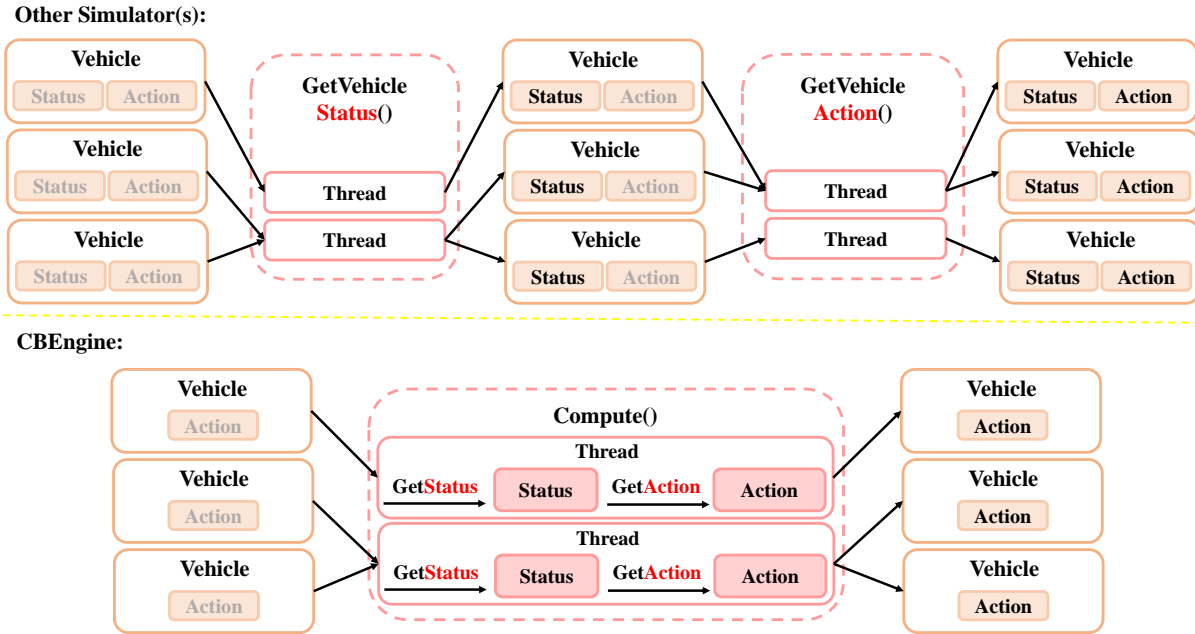 Other Simulator(s):
Vehicle
Status Action
Vehicle
Status Action
Vehicle
Status Action
GetVehicle
Status()
Thread
Thread
Vehicle
Status Action
Vehicle
Status Action
Vehicle
Status Action
GetVehicle
Action()
Thread
Thread
Vehicle
Status Action
Vehicle
Status Action
Vehicle
Status Action
CBEngine:
Vehicle
Action
Vehicle
Action
Vehicle
Action
Compute()
Thread
GetStatus Status GetAction Action
Thread
GetStatus Status GetAction Action
Vehicle
Action
Vehicle
Action
Vehicle
Action